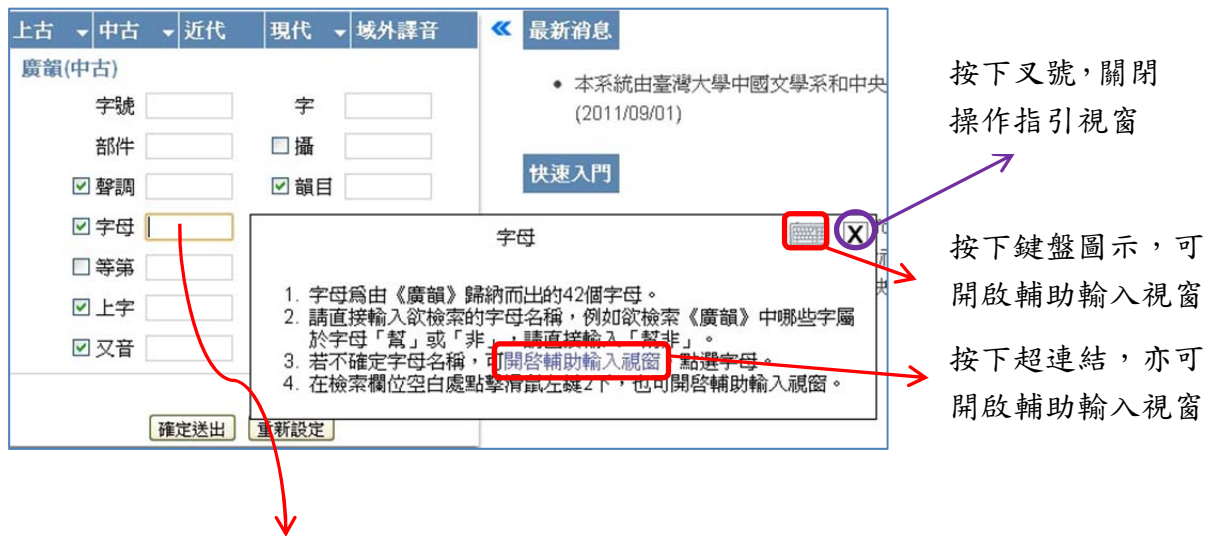 上古 中古 近代 現代 域外譯音
最新消息
廣韻(中古)
本系統由臺灣大學中國文學系和中央
(2011/09/01)
字號 字
部件 攝
聲調 韻目
字母
等第
上字
又音
確定送出 重新設定
快速入門
字母
X
1. 字母為由《廣韻》歸納而出的42個字母。
2. 請直接輸入欲檢索的字母名稱，例如欲檢索《廣韻》中哪些字屬
於字母「幫」或「非」，請直接輸入「幫非」。
3. 若不確定字母名稱，可開啓輔助輸入視窗，點選字母。
4. 在檢索欄位空白處點擊滑鼠左鍵2下，也可開啓輔助輸入視窗。
按下叉號，關閉
操作指引視窗
按下鍵盤圖示，可
開啟輔助輸入視窗
按下超連結，亦可
開啟輔助輸入視窗